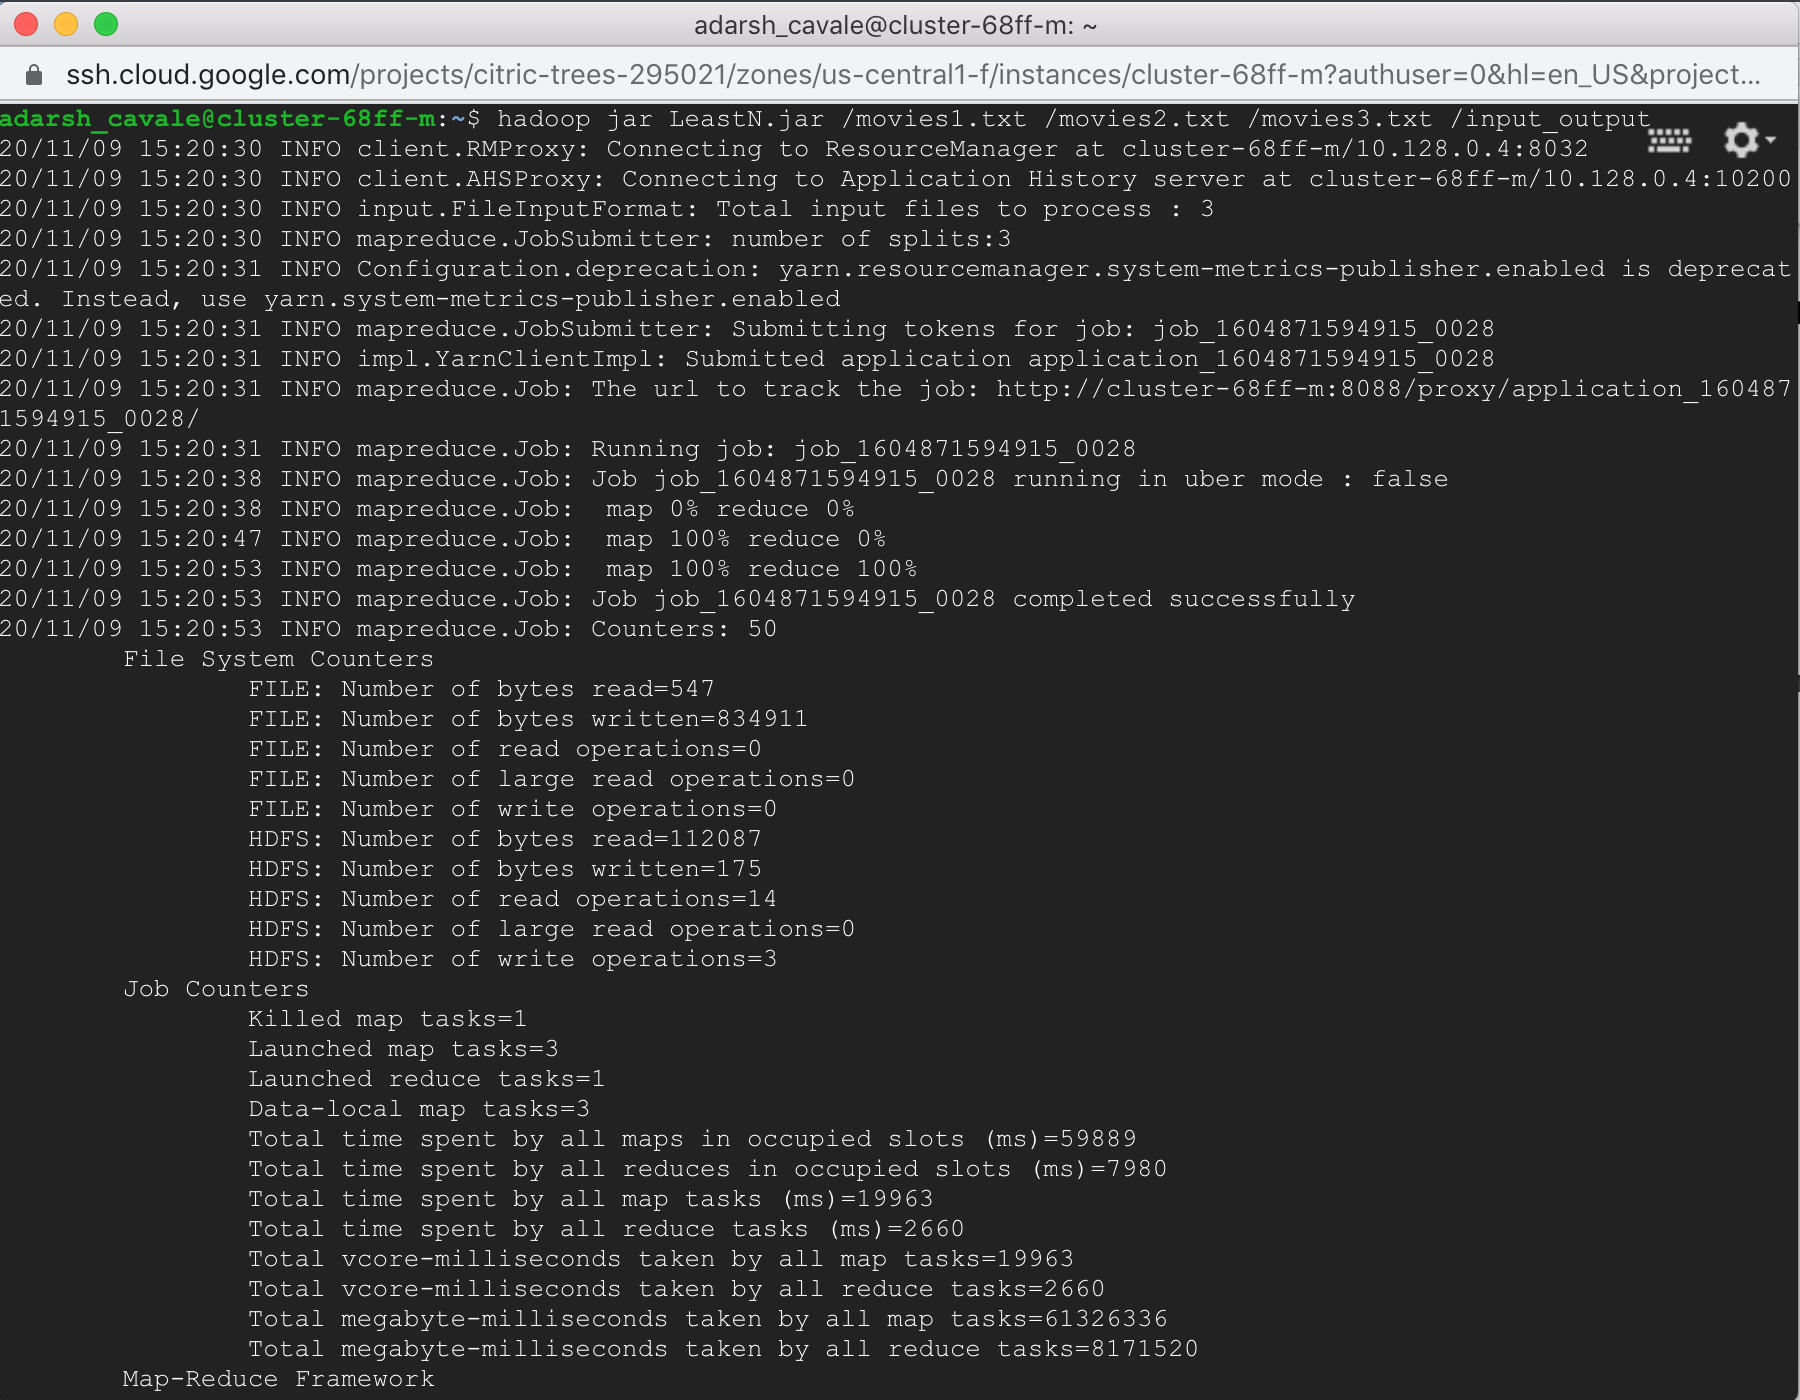 adarsh_cavale@cluster-68ff-m: ~
ssh.cloud.google.com/projects/citric-trees-295021/zones/us-central1-f/instances/cluster-68ff-m?authuser=0&hl=en_US&project...
adarsh_cavale@cluster-68ff-m:~$ hadoop jar LeastN.jar /movies1.txt /movies2.txt /movies3.txt /input_output
20/11/09 15:20:30 INFO client.RMProxy: Connecting to ResourceManager at cluster-68ff-m/10.128.0.4:8032
20/11/09 15:20:30 INFO client.AHSProxy: Connecting to Application History server at cluster-68ff-m/10.128.0.4:10200
20/11/09 15:20:30 INFO input.FileInputFormat: Total input files to process : 3
20/11/09 15:20:30 INFO mapreduce.JobSubmitter: number of splits:3
20/11/09 15:20:31 INFO Configuration.deprecation: yarn.resourcemanager.system-metrics-publisher.enabled is deprecat
ed. Instead, use yarn.system-metrics-publisher.enabled
20/11/09 15:20:31 INFO mapreduce.JobSubmitter: Submitting tokens for job: job_1604871594915_0028
20/11/09 15:20:31 INFO impl.YarnClientImpl: Submitted application application_1604871594915_0028
20/11/09 15:20:31 INFO mapreduce.Job: The url to track the job: http://cluster-68ff-m:8088/proxy/application_160487
1594915_0028/
20/11/09 15:20:31 INFO mapreduce.Job: Running job: job_1604871594915_0028
20/11/09 15:20:38 INFO mapreduce.Job: Job job_1604871594915_0028 running in uber mode : false
20/11/09 15:20:38 INFO mapreduce.Job:  map 0% reduce 0%
20/11/09 15:20:47 INFO mapreduce.Job:  map 100% reduce 0%
20/11/09 15:20:53 INFO mapreduce.Job:  map 100% reduce 100%
20/11/09 15:20:53 INFO mapreduce.Job: Job job_1604871594915_0028 completed successfully
20/11/09 15:20:53 INFO mapreduce.Job: Counters: 50
File System Counters
FILE: Number of bytes read=547
FILE: Number of bytes written=834911
FILE: Number of read operations=0
FILE: Number of large read operations=0
FILE: Number of write operations=0
HDFS: Number of bytes read=112087
HDFS: Number of bytes written=175
HDFS: Number of read operations=14
HDFS: Number of large read operations=0
HDFS: Number of write operations=3
Job Counters
Killed map tasks=1
Launched map tasks=3
Launched reduce tasks=1
Data-local map tasks=3
Total time spent by all maps in occupied slots (ms)=59889
Total time spent by all reduces in occupied slots (ms)=7980
Total time spent by all map tasks (ms)=19963
Total time spent by all reduce tasks (ms)=2660
Total vcore-milliseconds taken by all map tasks=19963
Total vcore-milliseconds taken by all reduce tasks=2660
Total megabyte-milliseconds taken by all map tasks=61326336
Total megabyte-milliseconds taken by all reduce tasks=8171520
Map-Reduce Framework